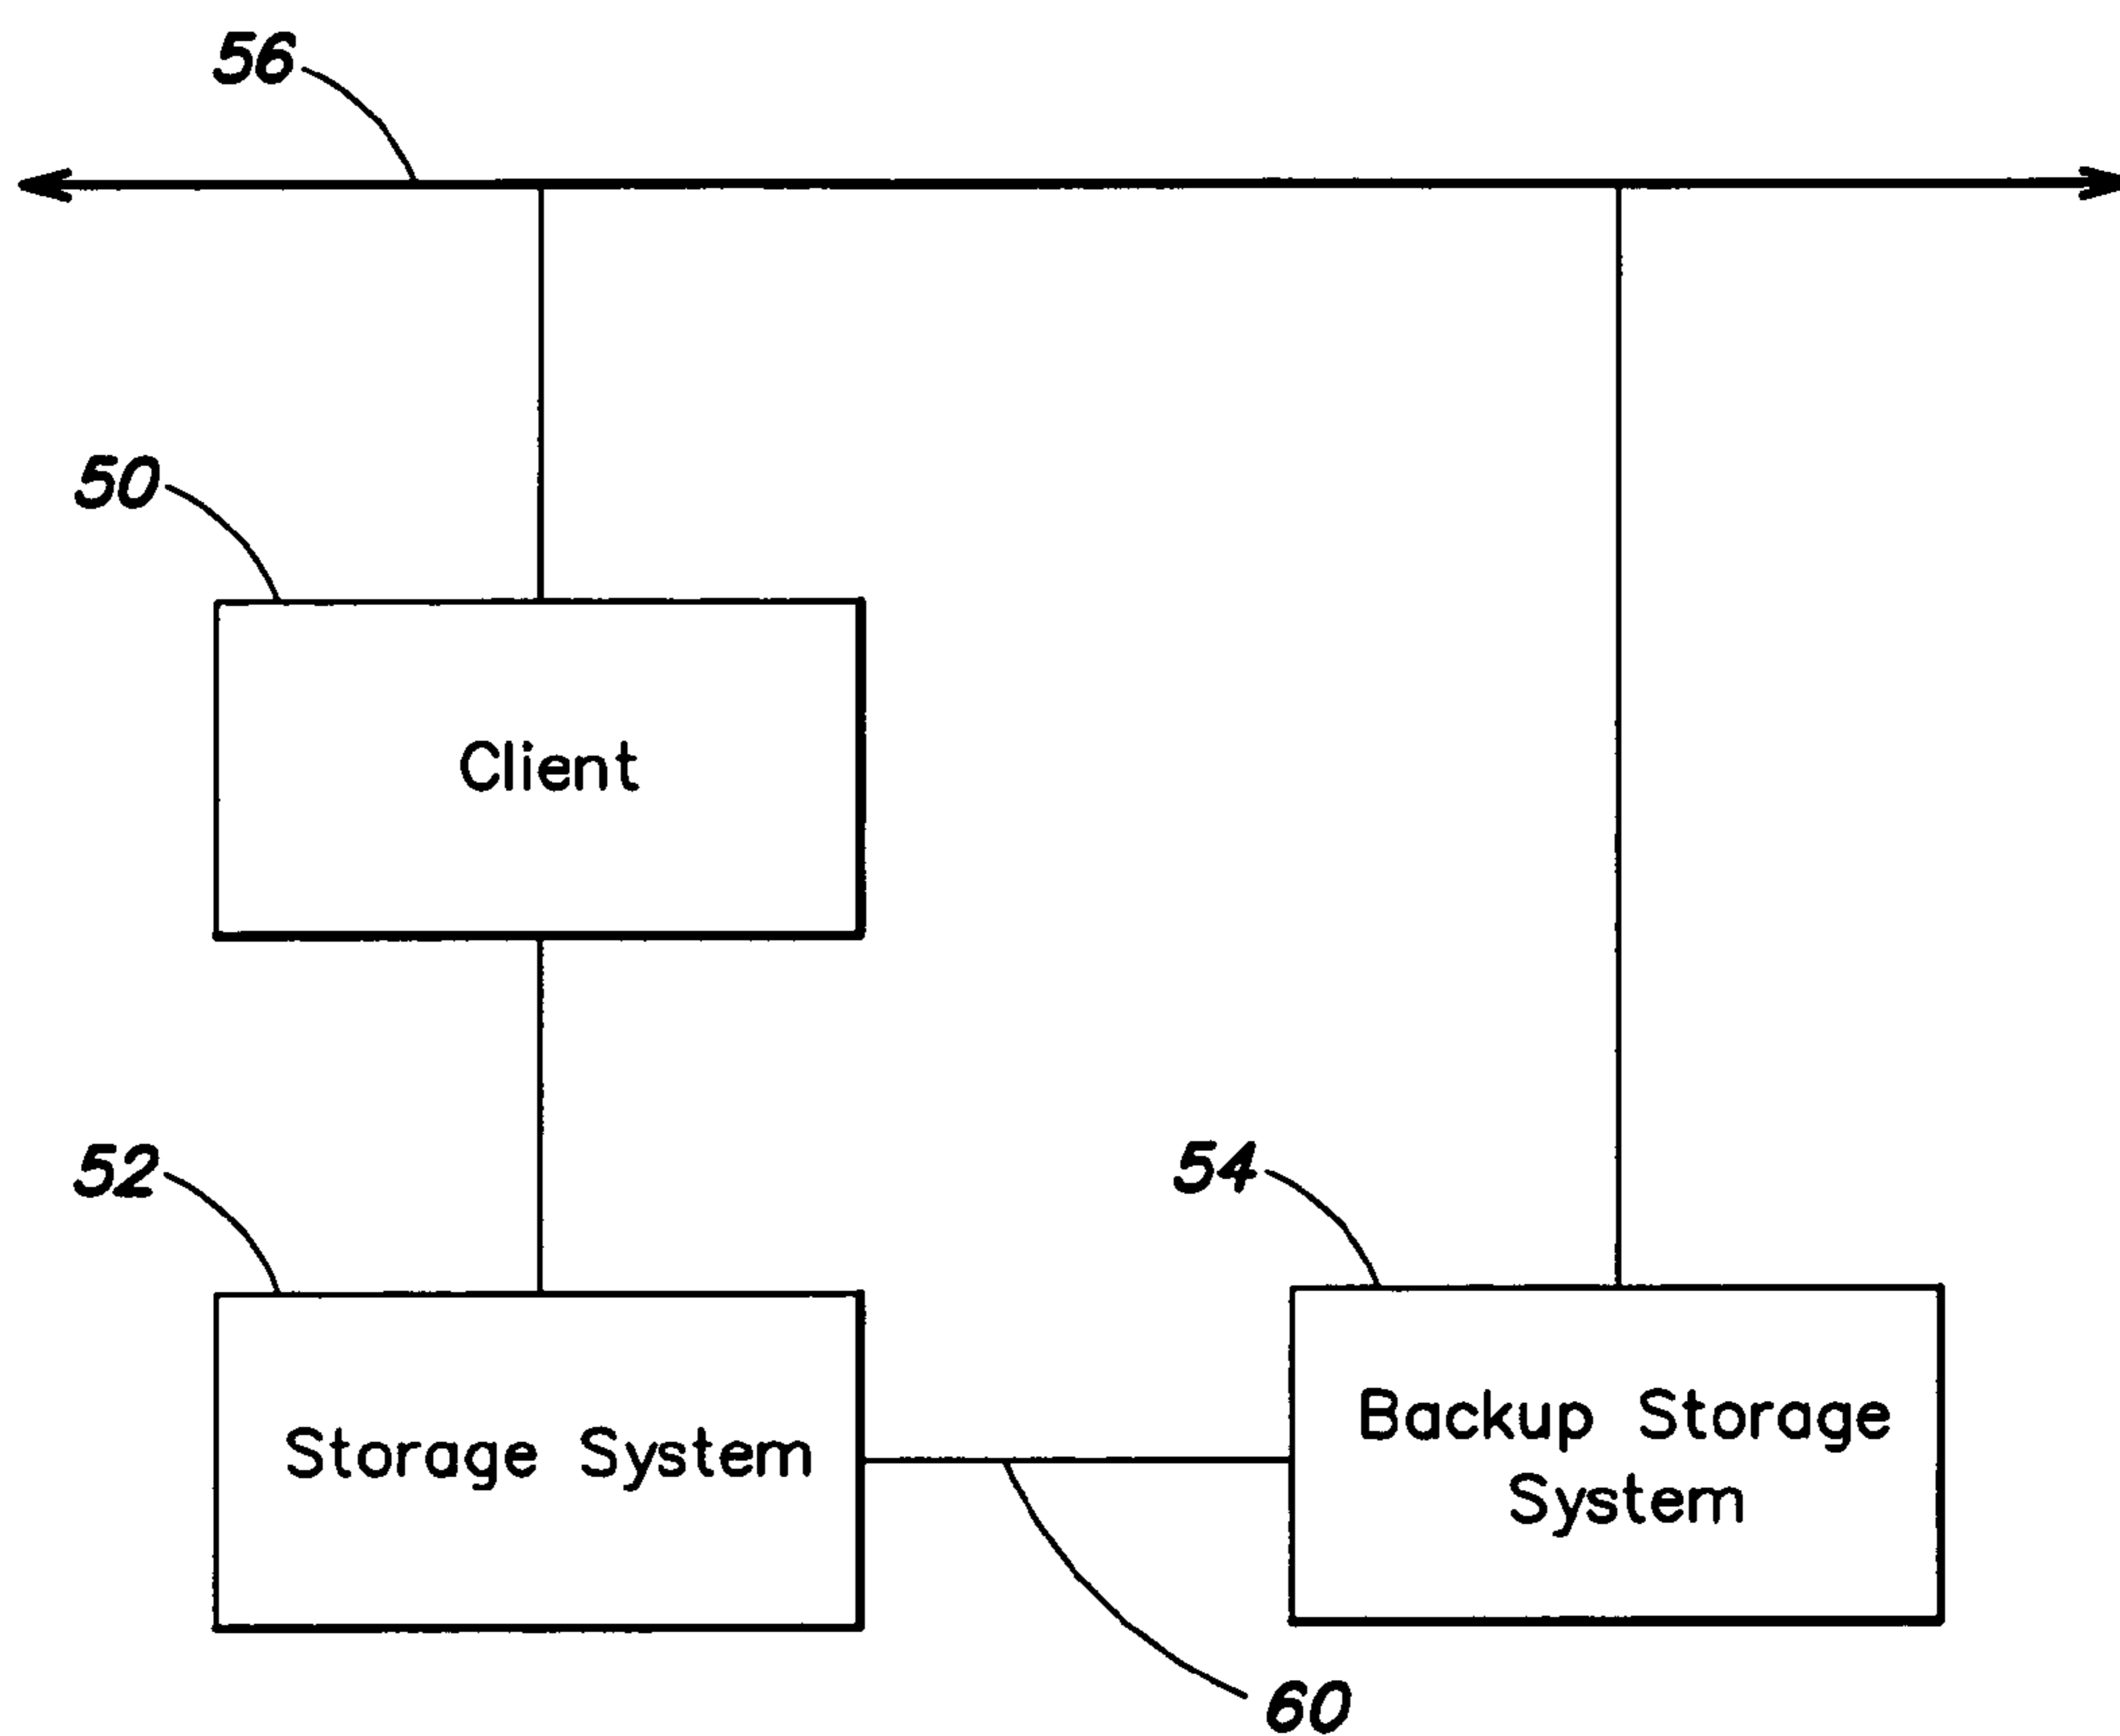 56
50
Client
52
54
Storage System
Backup Storage
System
60